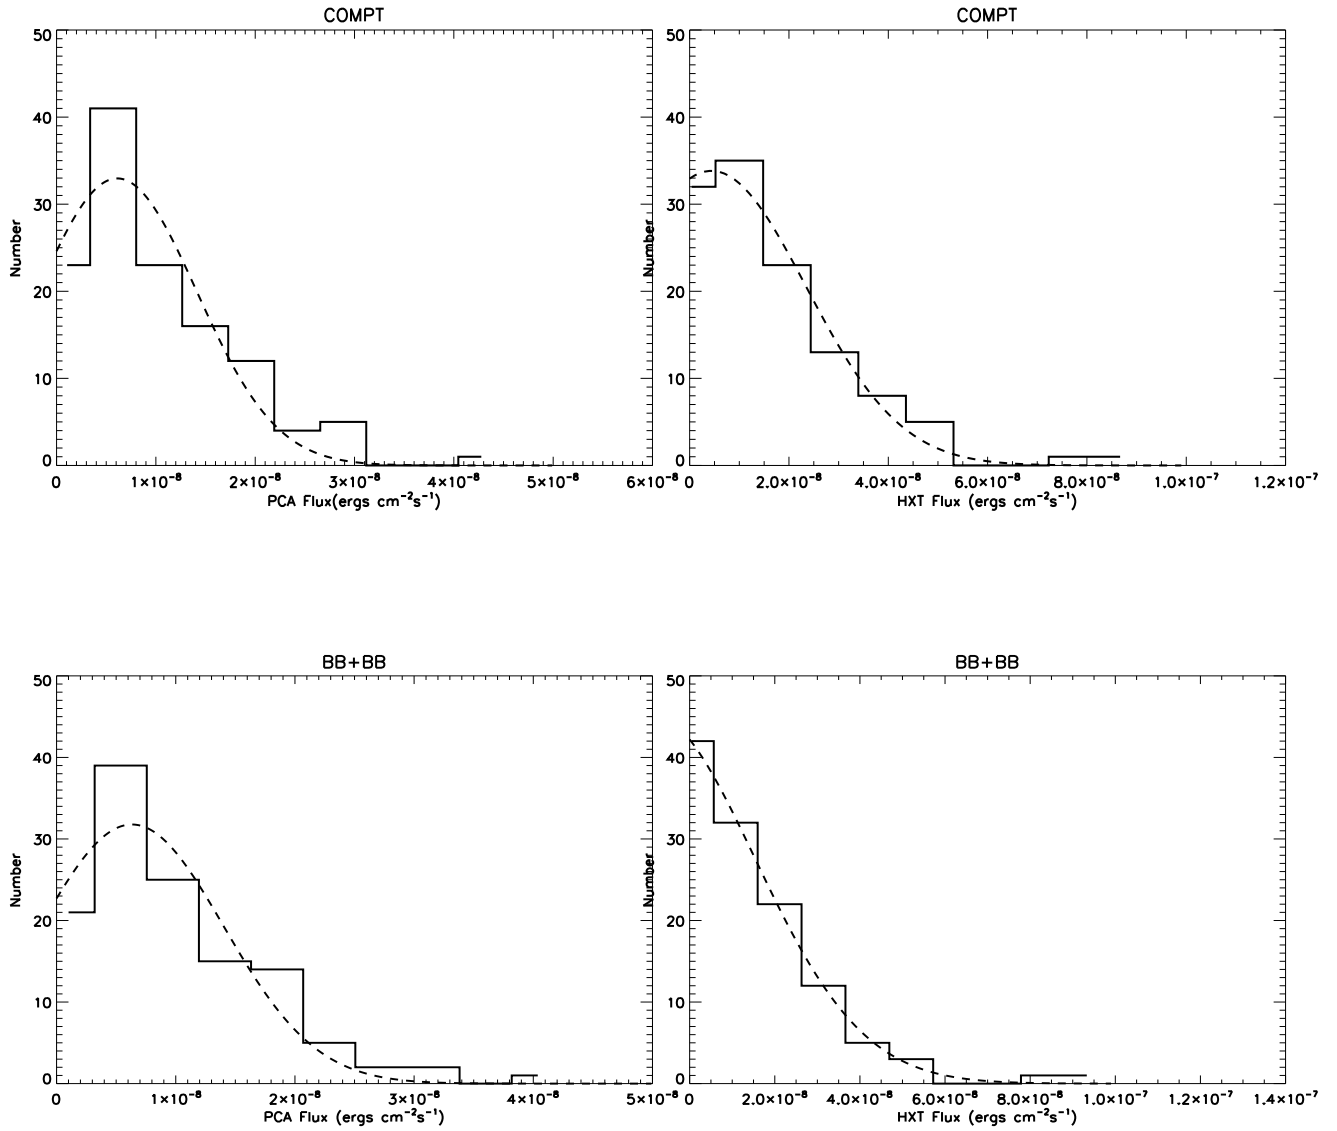 COMPT COMPT
50 50
40 40
30 30
Number Number
20 20
10 10
0 0
0 1×10⁻⁸ 2×10⁻⁸ 3×10⁻⁸ 4×10⁻⁸ 5×10⁻⁸ 6×10⁻⁸ 0 2.0×10⁻⁸ 4.0×10⁻⁸ 6.0×10⁻⁸ 8.0×10⁻⁸ 1.0×10⁻⁷ 1.2×10⁻⁷
PCA Flux(ergs cm⁻²s⁻¹) HXT Flux (ergs cm⁻²s⁻¹)
BB+BB BB+BB
50 50
40 40
30 30
Number Number
20 20
10 10
0 0
0 1×10⁻⁸ 2×10⁻⁸ 3×10⁻⁸ 4×10⁻⁸ 5×10⁻⁸ 0 2.0×10⁻⁸ 4.0×10⁻⁸ 6.0×10⁻⁸ 8.0×10⁻⁸ 1.0×10⁻⁷ 1.2×10⁻⁷ 1.4×10⁻⁷
PCA Flux (ergs cm⁻²s⁻¹) HXT Flux (ergs cm⁻²s⁻¹)